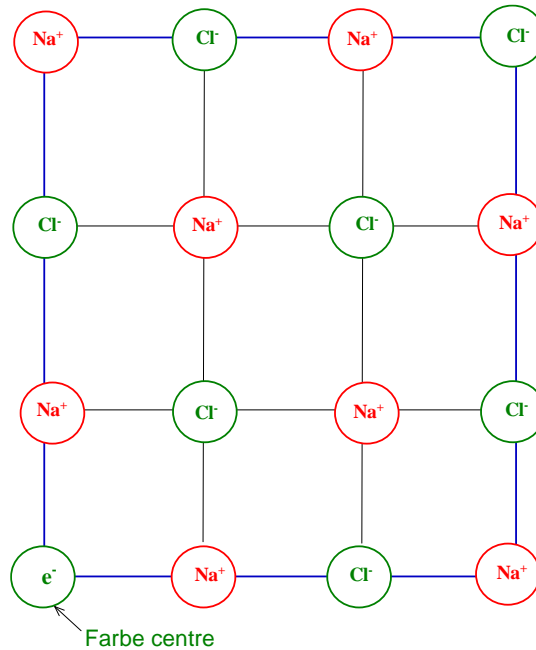 Na⁺ Cl⁻ Na⁺ Cl⁻
Cl⁻ Na⁺ Cl⁻ Na⁺
Na⁺ Cl⁻ Na⁺ Cl⁻
e⁻ Na⁺ Cl⁻ Na⁺
Farbe centre